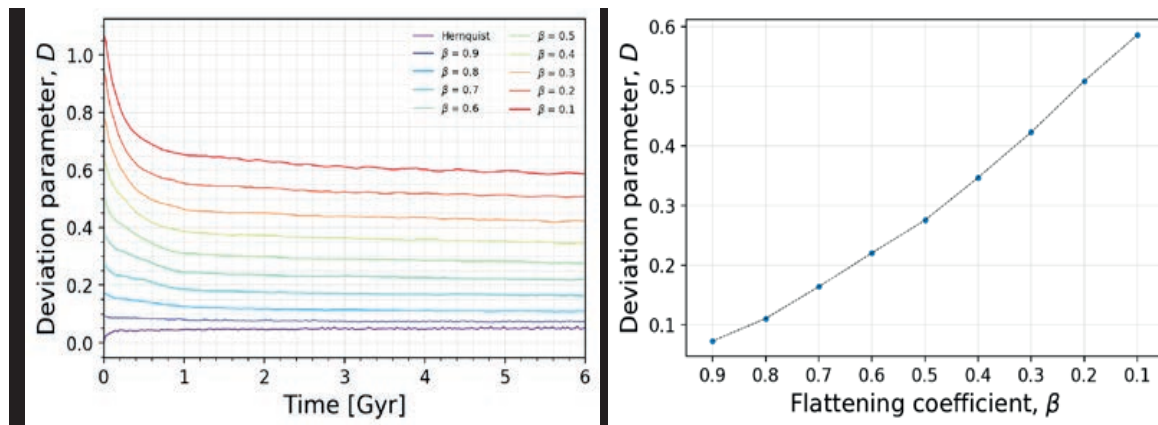 Deviation parameter, D
1.0
0.8
0.6
0.4
0.2
0.0
Hernquist
β = 0.9
β = 0.8
β = 0.7
β = 0.6
β = 0.5
β = 0.4
β = 0.3
β = 0.2
β = 0.1
0 1 2 3 4 5 6
Time [Gyr]
Deviation parameter, D
0.6
0.5
0.4
0.3
0.2
0.1
0.9 0.8 0.7 0.6 0.5 0.4 0.3 0.2 0.1
Flattening coefficient, β